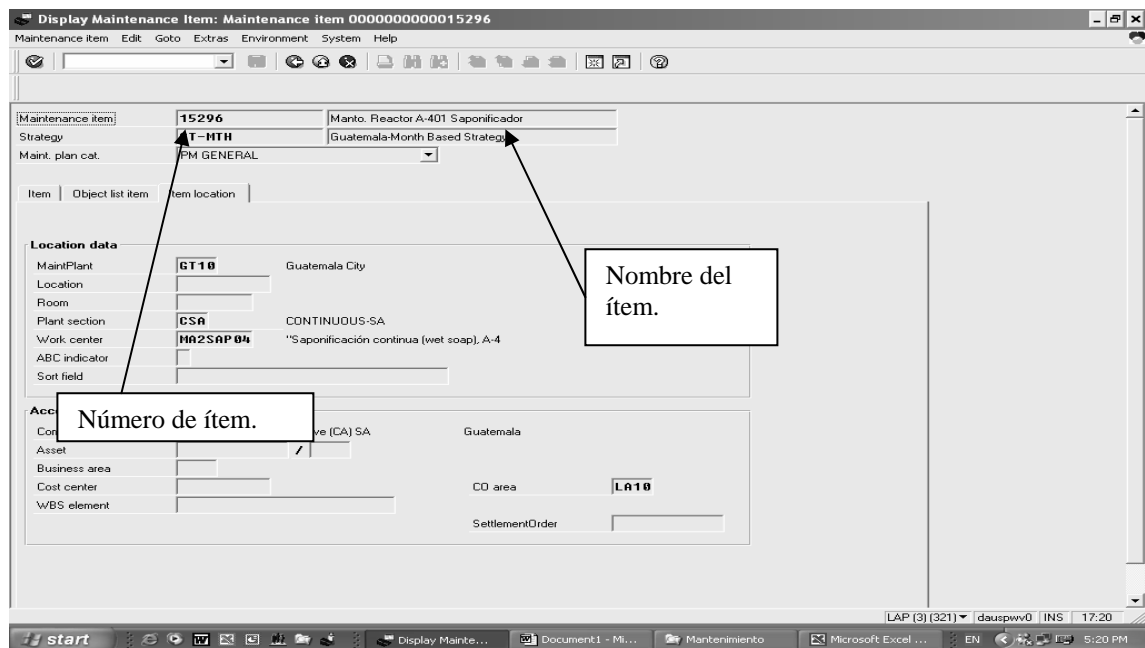 Display Maintenance Item: Maintenance item 0000000000015296
Maintenance item Edit Goto Extras Environment System Help
Maintenance item 15296 Manto. Reactor A-401 Saponificador
Strategy T-MTH Guatemala-Month Based Strategy
Maint. plan cat. PM GENERAL
Item Object list item Item location
Location data
MaintPlant GT10 Guatemala City
Location
Room
Plant section CSA CONTINUOUS-SA
Work center MA2SAP04 "Saponificación continua (wet soap), A-4
ABC indicator
Sort field
Nombre del
ítem.
Número de ítem.
Acc
Co ve (CA) SA Guatemala
Asset /
Business area
Cost center CO area LA10
WBS element
SettlementOrder
LAP (3) (321) dauspwv0 INS 17:20
start Display Mainte... Document1 - Mi... Mantenimiento Microsoft Excel ... EN 5:20 PM